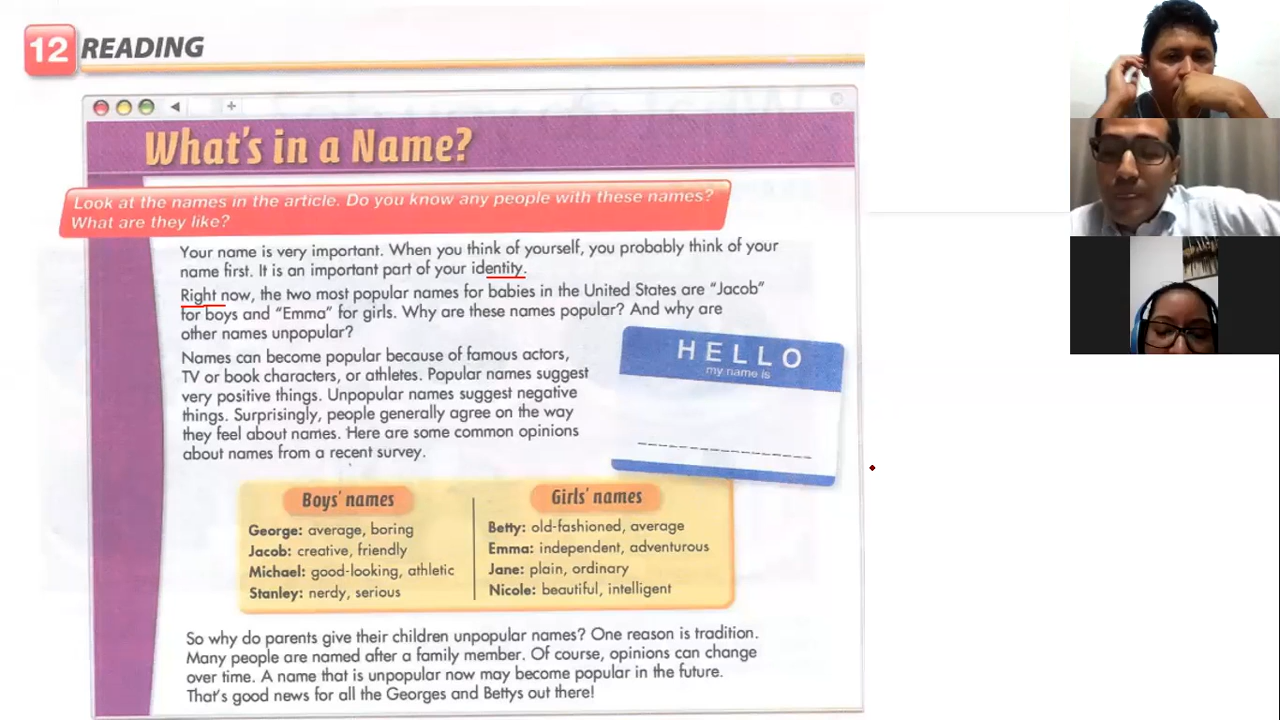 12 READING
What's in a Name?
Look at the names in the article. Do you know any people with these names?
What are they like?
Your name is very important. When you think of yourself, you probably think of your
name first. It is an important part of your identity.
Right now, the two most popular names for babies in the United States are “Jacob”
for boys and “Emma” for girls. Why are these names popular? And why are
other names unpopular?
Names can become popular because of famous actors,
TV or book characters, or athletes. Popular names suggest
very positive things. Unpopular names suggest negative
things. Surprisingly, people generally agree on the way
they feel about names. Here are some common opinions
about names from a recent survey.
HELLO
my name is
Boys' names
George: average, boring
Jacob: creative, friendly
Michael: good-looking, athletic
Stanley: nerdy, serious
Girls' names
Betty: old-fashioned, average
Emma: independent, adventurous
Jane: plain, ordinary
Nicole: beautiful, intelligent
So why do parents give their children unpopular names? One reason is tradition.
Many people are named after a family member. Of course, opinions can change
over time. A name that is unpopular now may become popular in the future.
That's good news for all the Georges and Bettys out there!